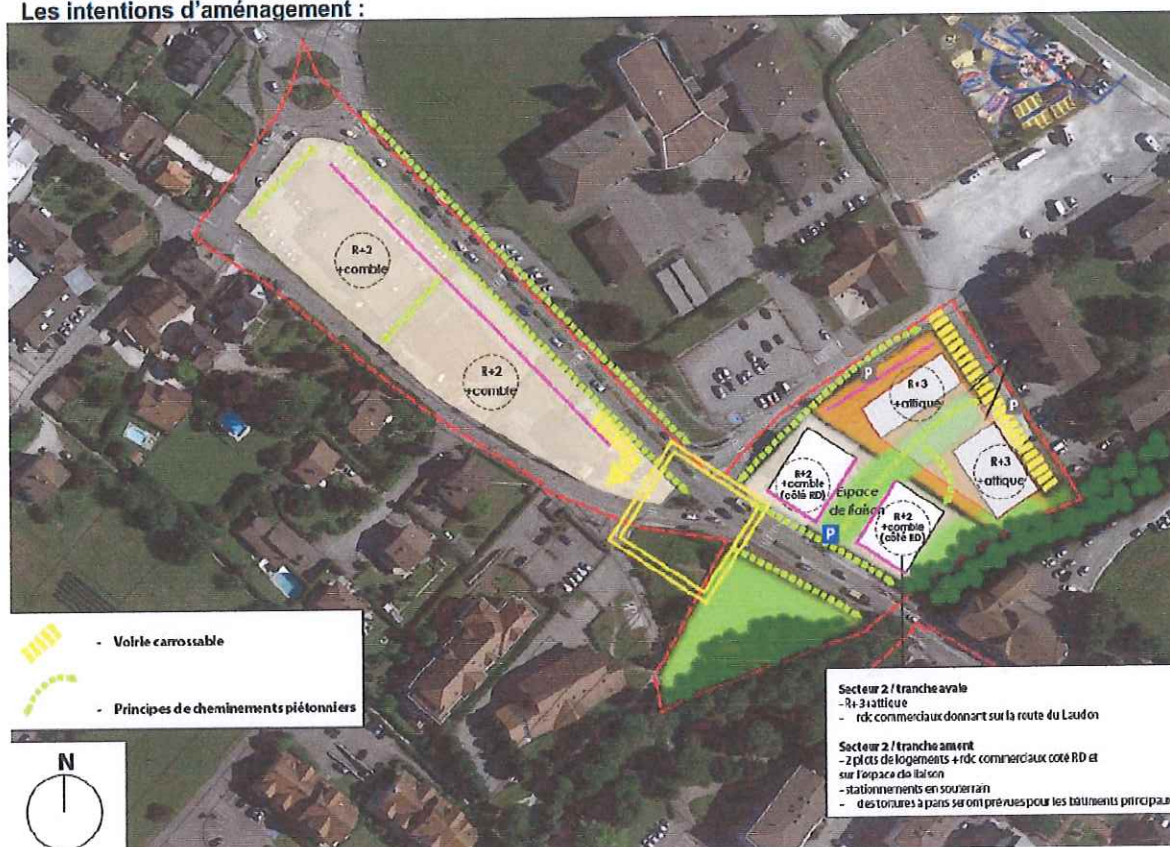 Les intentions d'aménagement :
R+2
+comble
R+2
+comble
P
R+3
+attique
P
R+3
+attique
R+2
+comble
(côté RD)
Espace
de liaison
R+2
+comble
(côté RD)
P
- Voirie carrossable
- Principes de cheminements piétonniers
N
Secteur 2 / tranche avale
- R+3+attique
- rdc commerciaux donnant sur la route du Laudon
Secteur 2 / tranche amont
- 2 plots de logements + rdc commerciaux coté RD et
sur l'espace de liaison
- stationnements en souterrain
- des toitures à pans seront prévues pour les bâtiments principaux